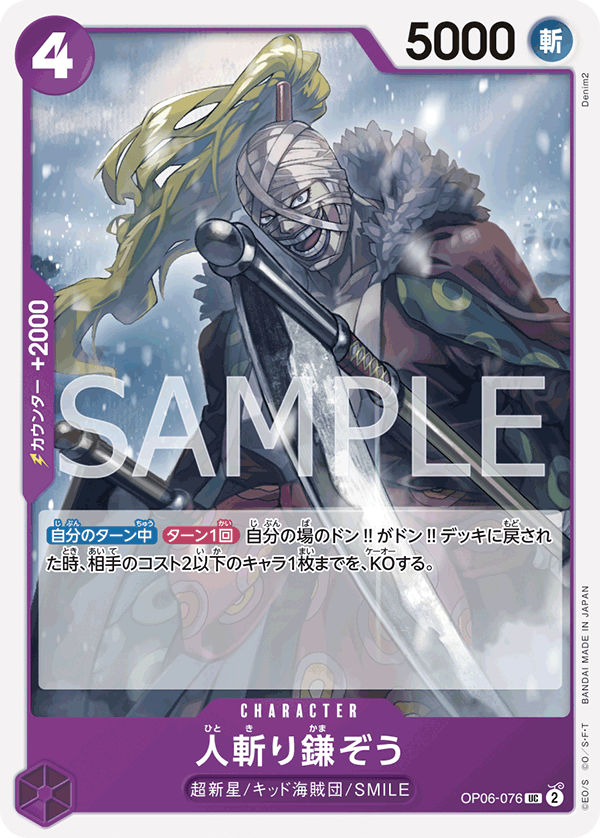 4
5000 斬
Denim2
カウンター +2000
SAMPLE
自分のターン中 ターン1回 自分の場のドン!!がドン!!デッキに戻され
た時、相手のコスト2以下のキャラ1枚までを、KOする。
CHARACTER
人斬り鎌ぞう
超新星/キッド海賊団/SMILE
OP06-076 UC 2
©E.O/S ©O/S・F・T BANDAI MADE IN JAPAN